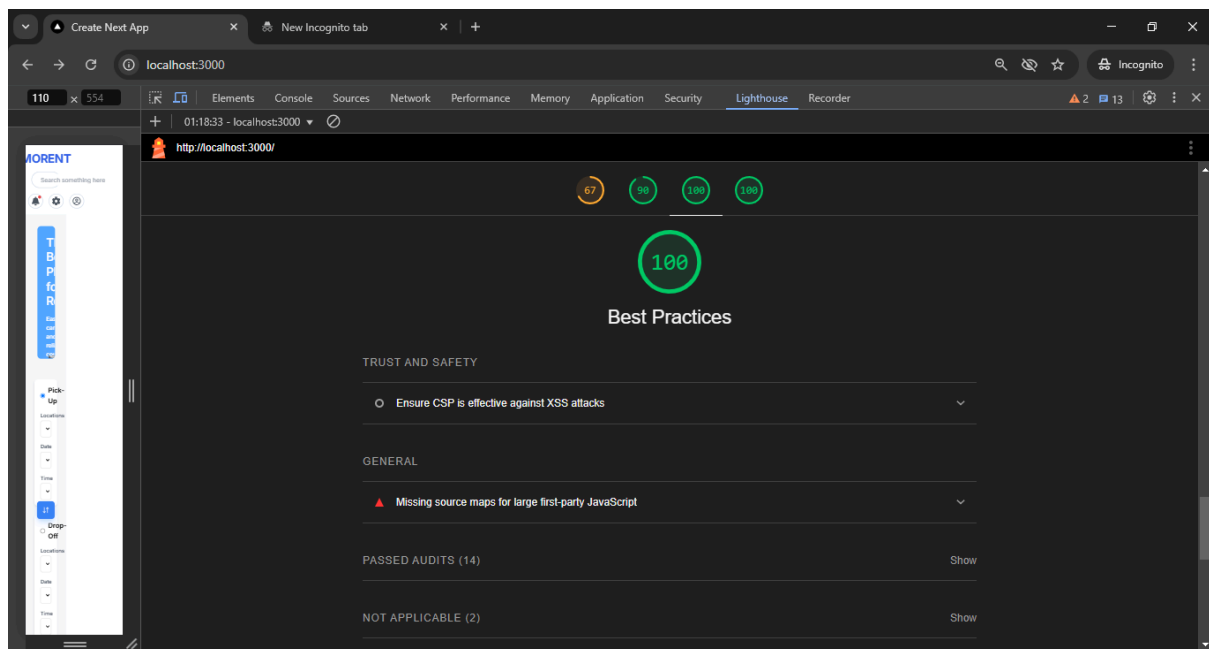 Create Next App
New Incognito tab
localhost:3000
Incognito
110 × 554
Elements Console Sources Network Performance Memory Application Security Lighthouse Recorder
2 13
01:18:33 - localhost:3000
http://localhost:3000/
67 90 100 100
100
Best Practices
TRUST AND SAFETY
Ensure CSP is effective against XSS attacks
GENERAL
Missing source maps for large first-party JavaScript
PASSED AUDITS (14) Show
NOT APPLICABLE (2) Show
MORENT
Search something here
Pick-
Up
Locations
Date
Time
Drop-
Off
Locations
Date
Time